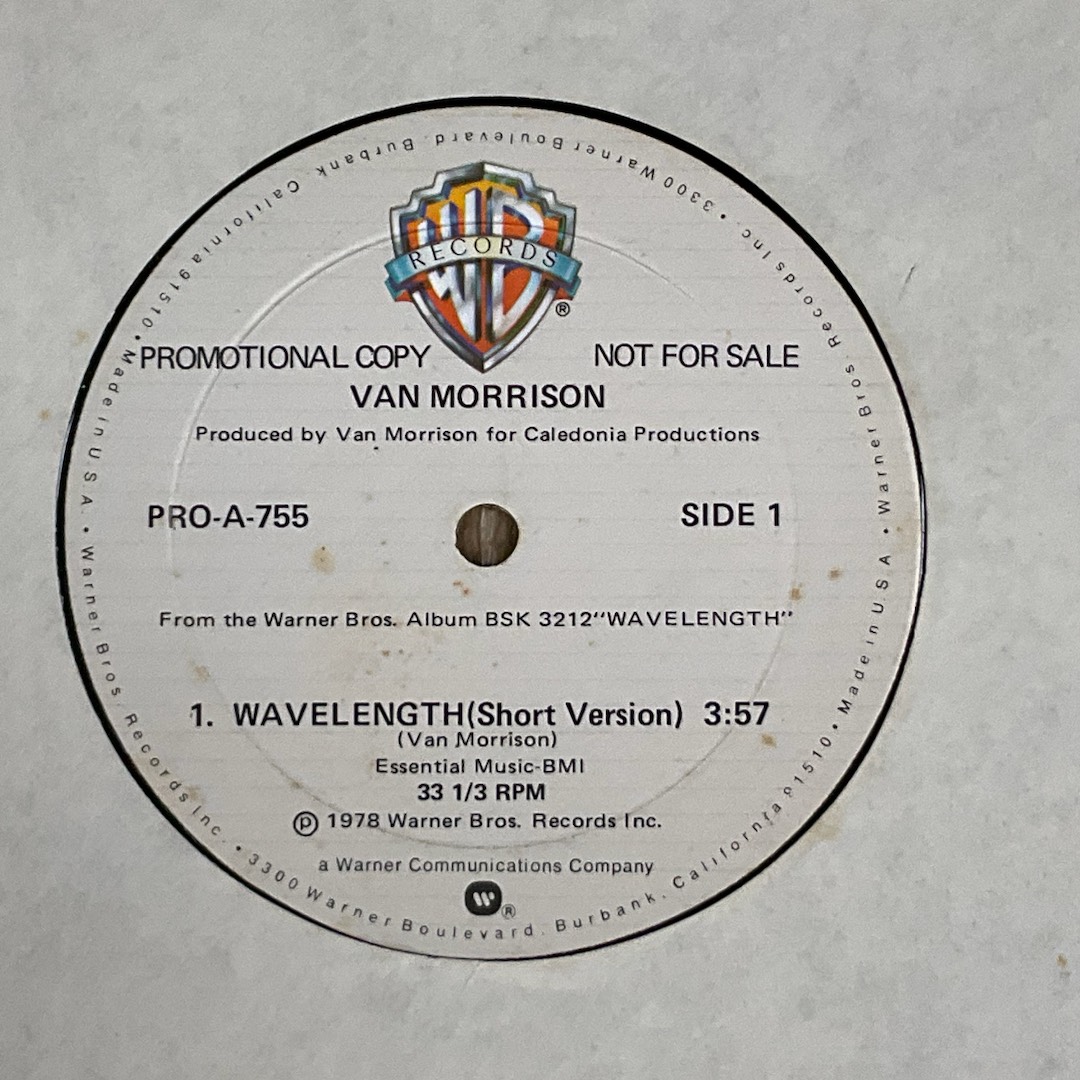 WB
RECORDS
®
PROMOTIONAL COPY NOT FOR SALE
VAN MORRISON
Produced by Van Morrison for Caledonia Productions
PRO-A-755 SIDE 1
From the Warner Bros. Album BSK 3212"WAVELENGTH"
1. WAVELENGTH(Short Version) 3:57
(Van Morrison)
Essential Music-BMI
33 1/3 RPM
℗ 1978 Warner Bros. Records Inc.
a Warner Communications Company
W®
Warner Bros. Records Inc. • 3300 Warner Boulevard. Burbank. California 91510 • Made in U.S.A. • Warner Bros. Records Inc. • 3300 Warner Boulevard. Burbank. California 91510 • Made in U.S.A. •